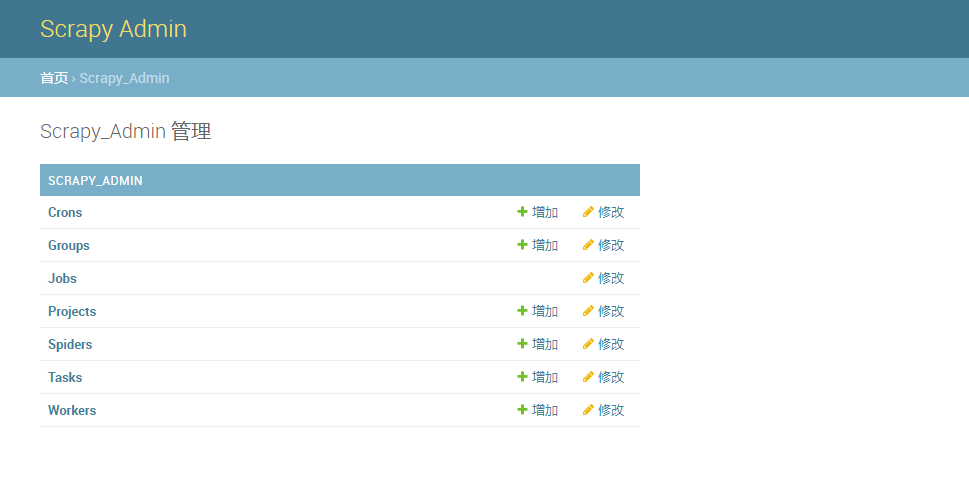 Scrapy Admin
首页 › Scrapy_Admin
Scrapy_Admin 管理
SCRAPY_ADMIN
Crons 增加 修改
Groups 增加 修改
Jobs 修改
Projects 增加 修改
Spiders 增加 修改
Tasks 增加 修改
Workers 增加 修改